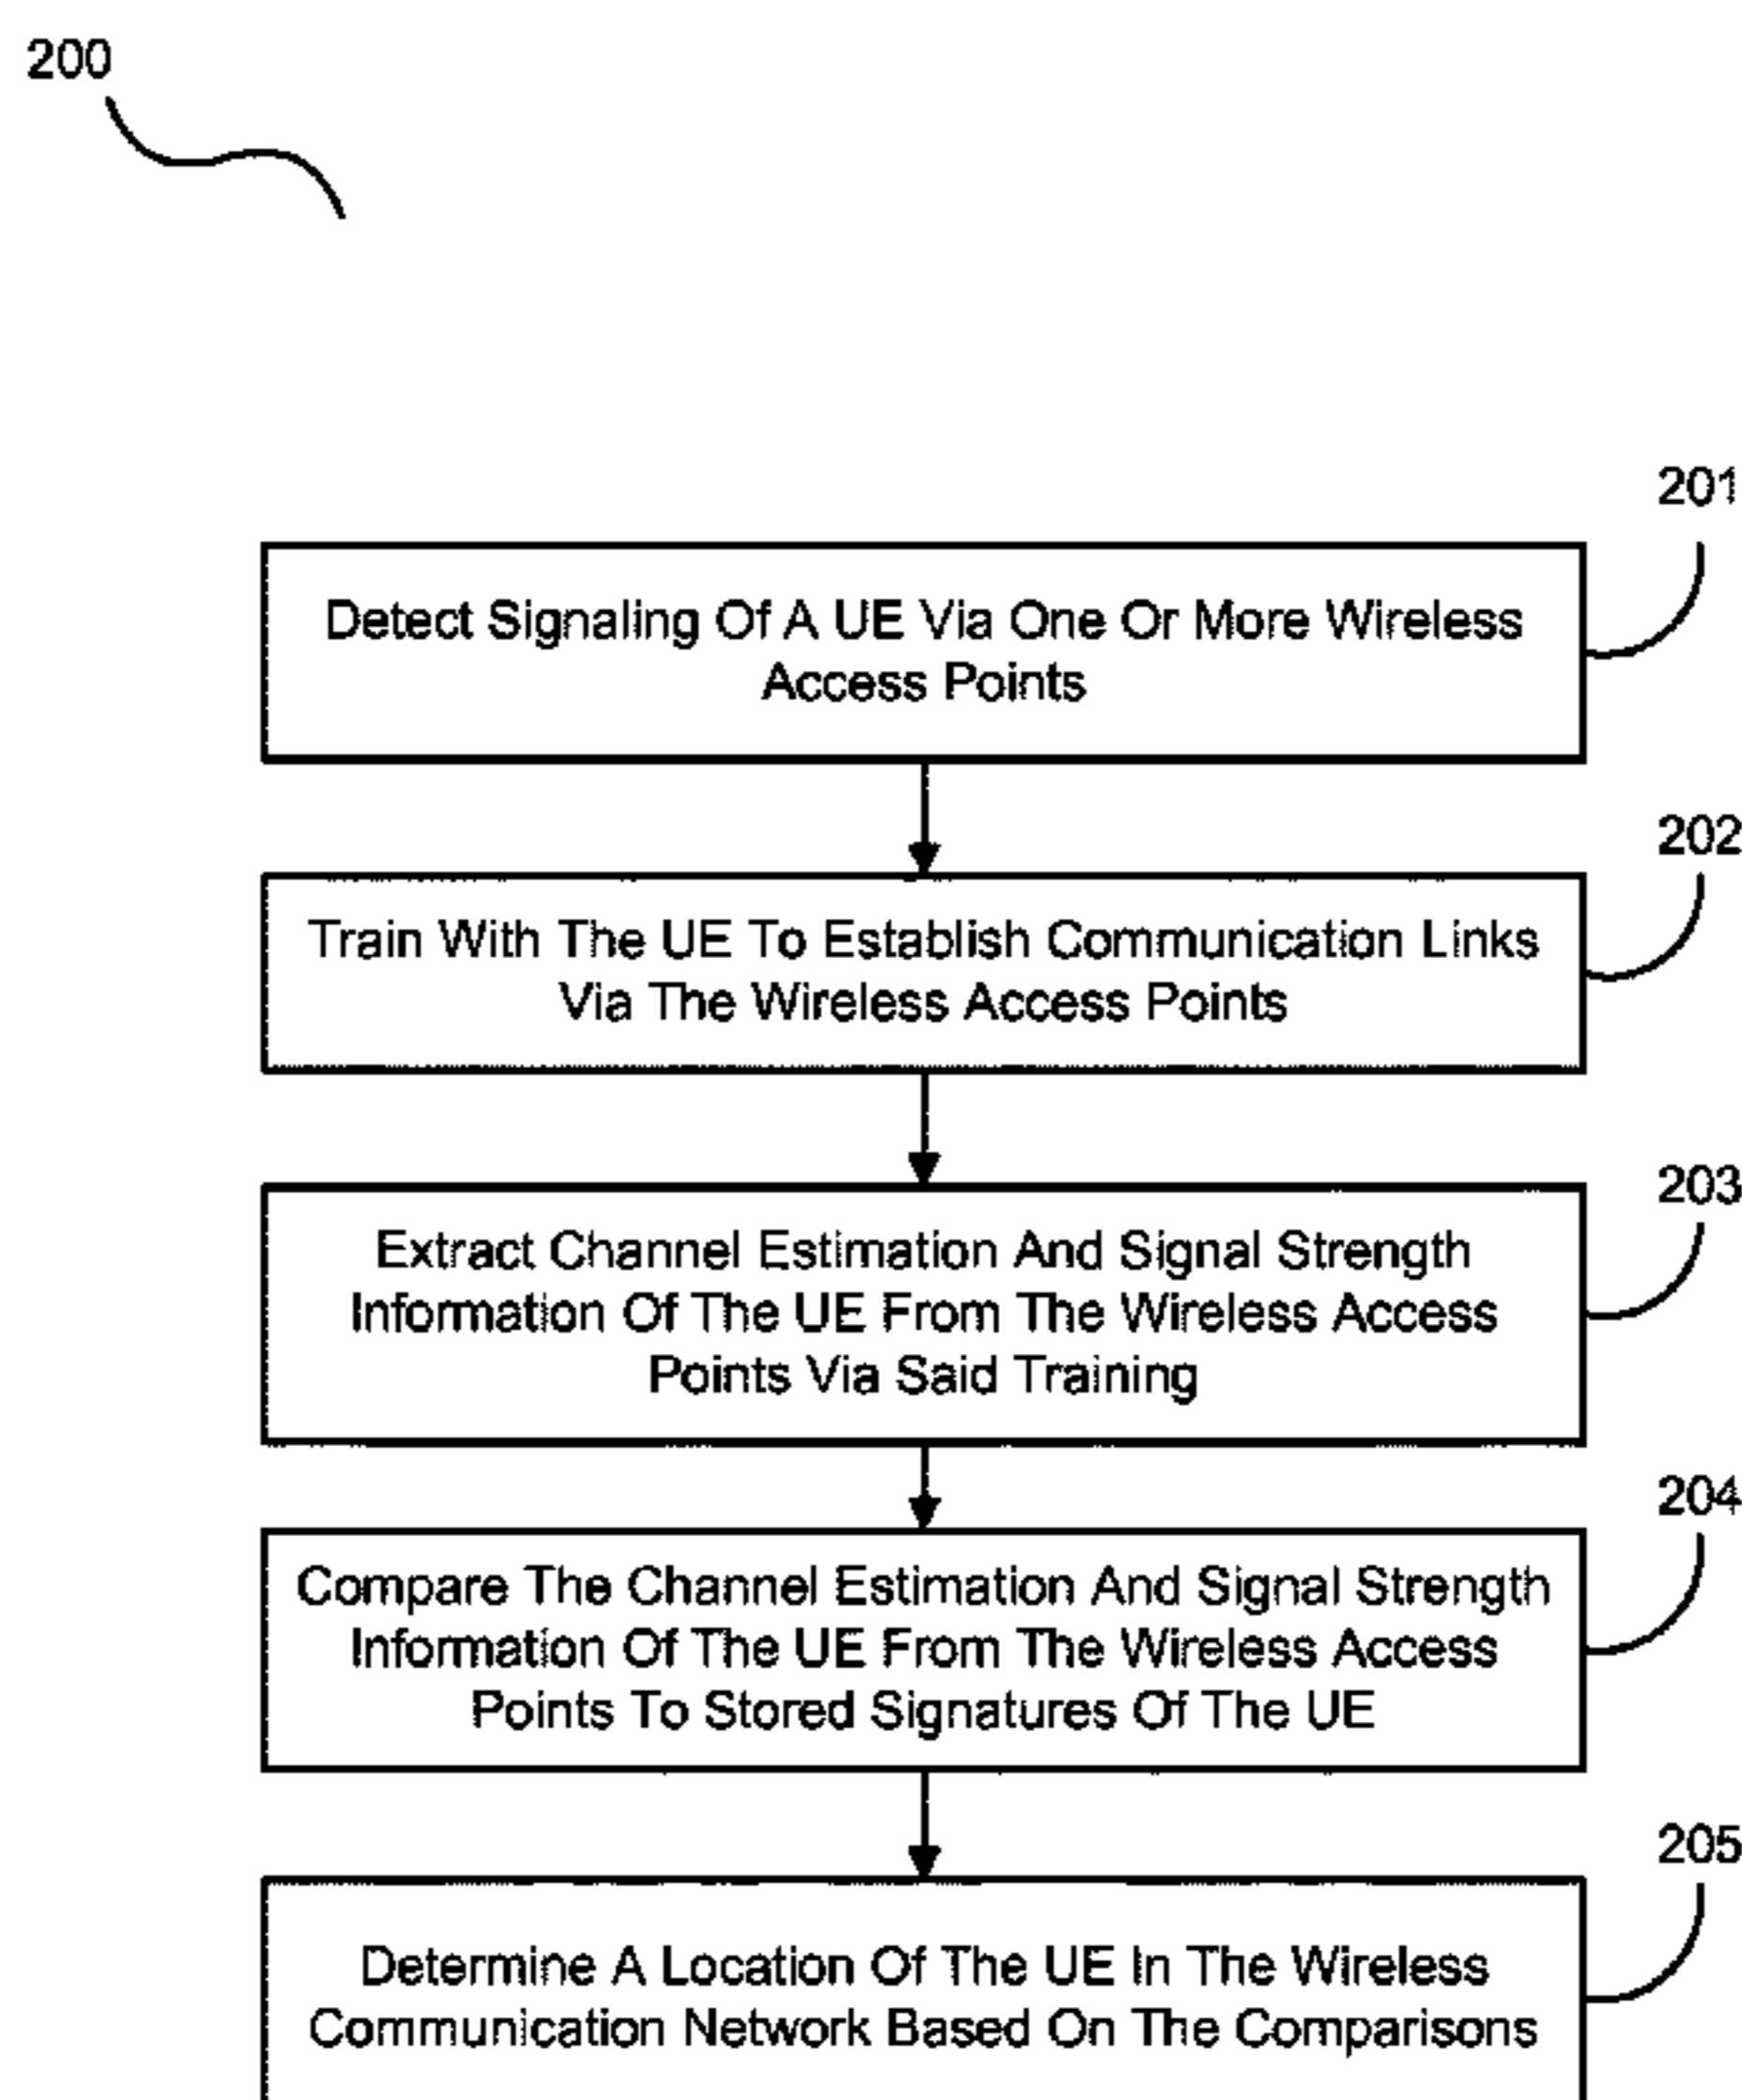 200
201
Detect Signaling Of A UE Via One Or More Wireless
Access Points
202
Train With The UE To Establish Communication Links
Via The Wireless Access Points
203
Extract Channel Estimation And Signal Strength
Information Of The UE From The Wireless Access
Points Via Said Training
204
Compare The Channel Estimation And Signal Strength
Information Of The UE From The Wireless Access
Points To Stored Signatures Of The UE
205
Determine A Location Of The UE In The Wireless
Communication Network Based On The Comparisons